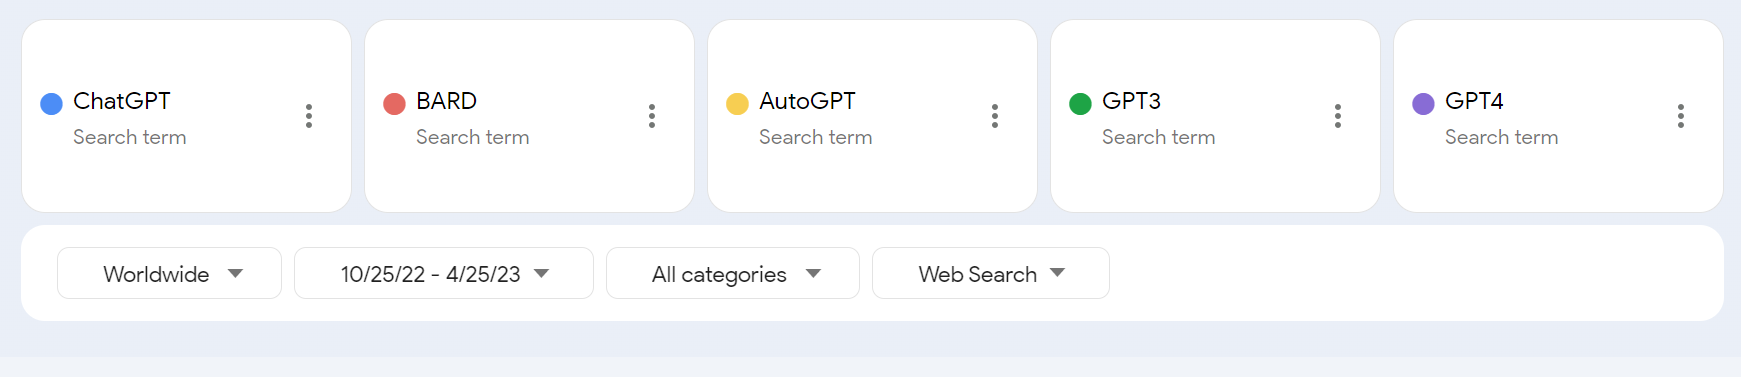 ChatGPT
Search term
BARD
Search term
AutoGPT
Search term
GPT3
Search term
GPT4
Search term
Worldwide
10/25/22 - 4/25/23
All categories
Web Search